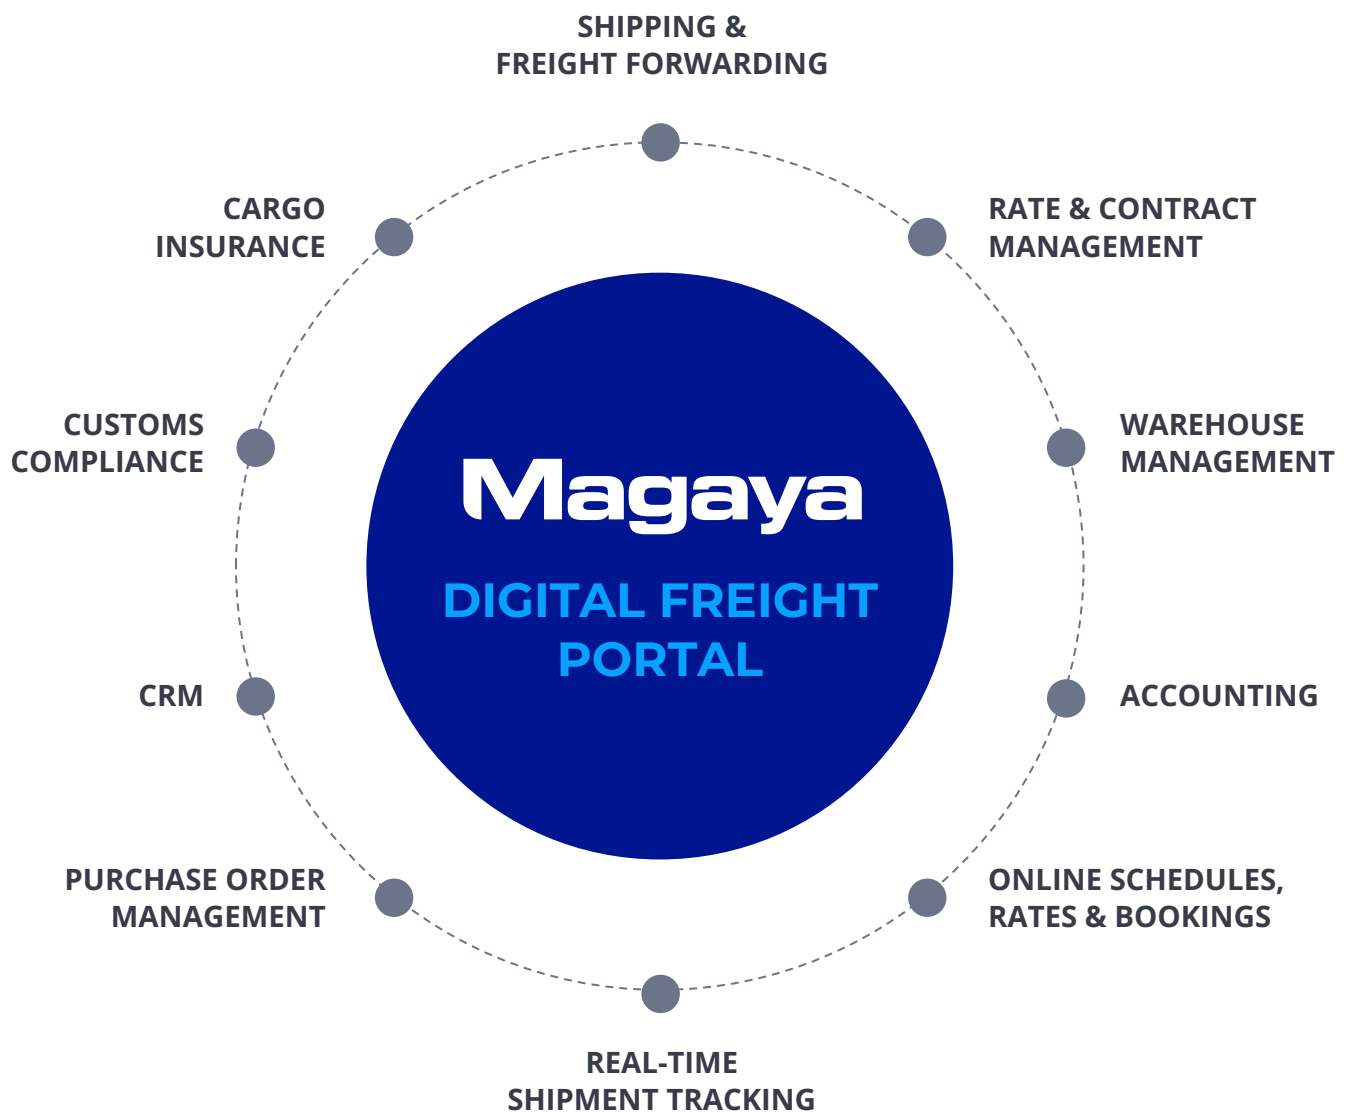 SHIPPING &
FREIGHT FORWARDING
CARGO
INSURANCE
RATE & CONTRACT
MANAGEMENT
CUSTOMS
COMPLIANCE
WAREHOUSE
MANAGEMENT
Magaya
DIGITAL FREIGHT
PORTAL
CRM
ACCOUNTING
PURCHASE ORDER
MANAGEMENT
ONLINE SCHEDULES,
RATES & BOOKINGS
REAL-TIME
SHIPMENT TRACKING